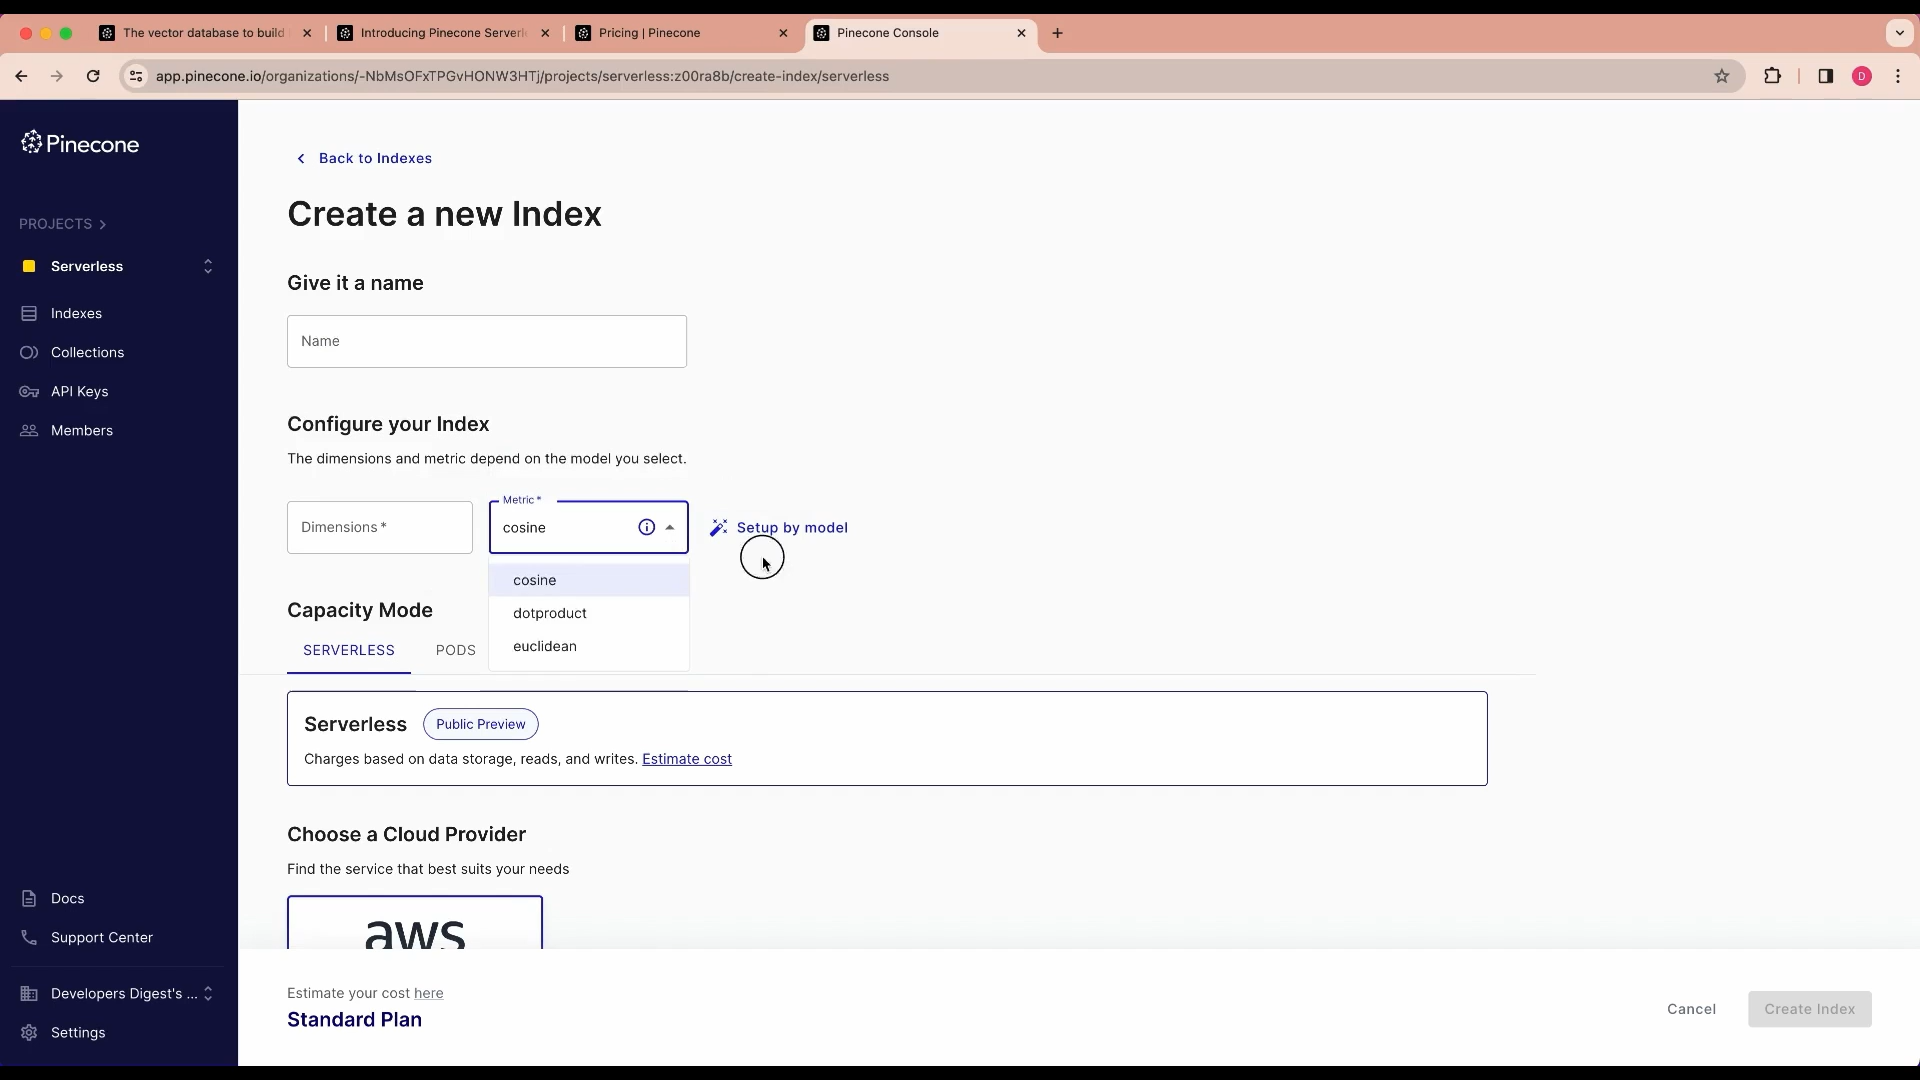 The vector database to build
Introducing Pinecone Serverl
Pricing | Pinecone
Pinecone Console
app.pinecone.io/organizations/-NbMsOFxTPGvHONW3HTj/projects/serverless:z00ra8b/create-index/serverless
D
Pinecone
PROJECTS
Serverless
Indexes
Collections
API Keys
Members
Docs
Support Center
Developers Digest's ...
Settings
Back to Indexes
Create a new Index
Give it a name
Name
Configure your Index
The dimensions and metric depend on the model you select.
Dimensions *
Metric *
cosine
Setup by model
cosine
dotproduct
euclidean
Capacity Mode
SERVERLESS PODS
Serverless Public Preview
Charges based on data storage, reads, and writes. Estimate cost
Choose a Cloud Provider
Find the service that best suits your needs
aws
Estimate your cost here
Standard Plan
Cancel
Create Index